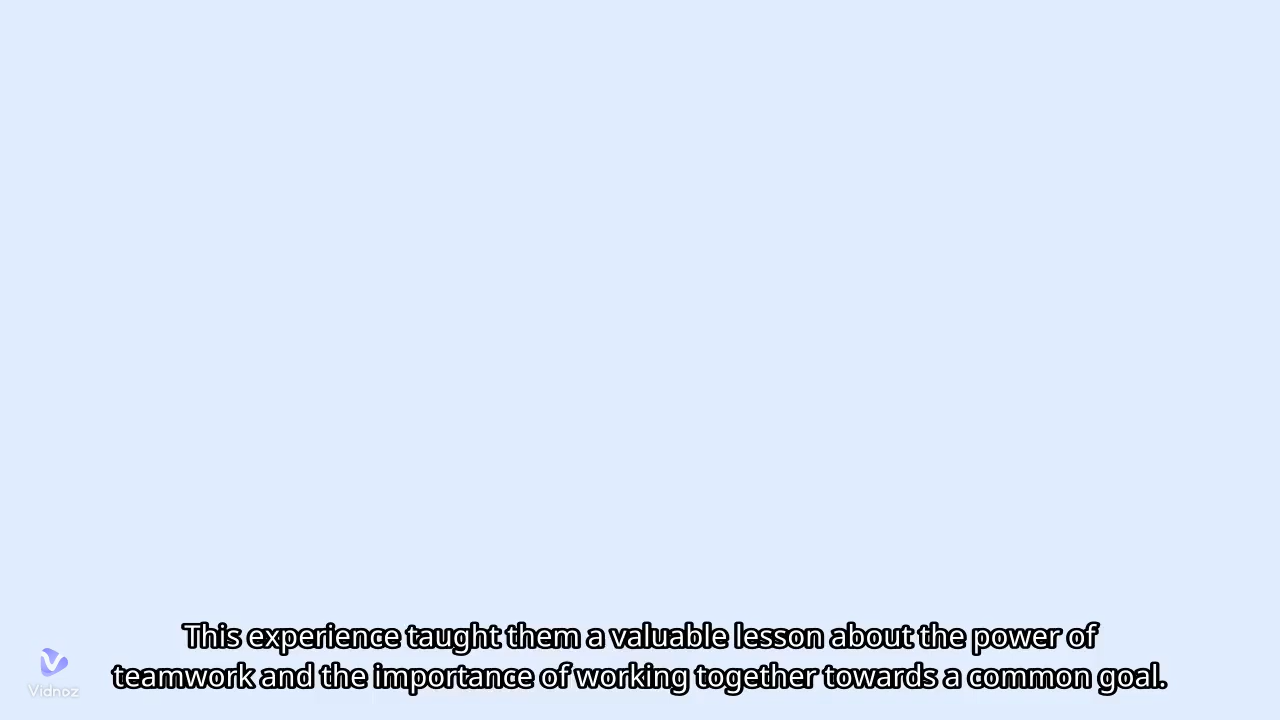 This experience taught them a valuable lesson about the power of
teamwork and the importance of working together towards a common goal.
Vidnoz